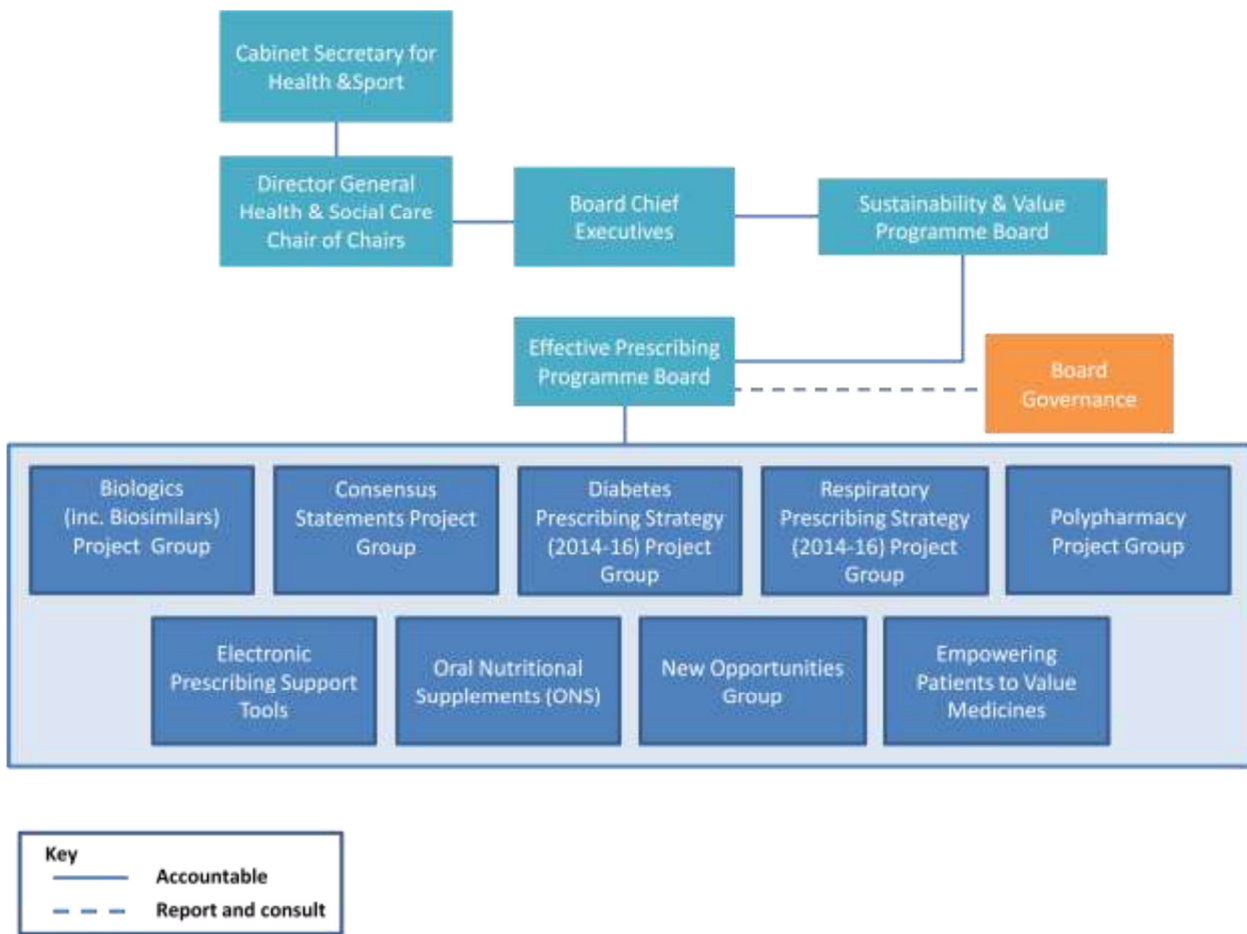 Cabinet Secretary for
Health &Sport
Director General
Health & Social Care
Chair of Chairs
Board Chief
Executives
Sustainability & Value
Programme Board
Effective Prescribing
Programme Board
Board
Governance
Biologics
(inc. Biosimilars)
Project Group
Consensus
Statements Project
Group
Diabetes
Prescribing Strategy
(2014-16) Project
Group
Respiratory
Prescribing Strategy
(2014-16) Project
Group
Polypharmacy
Project Group
Electronic
Prescribing Support
Tools
Oral Nutritional
Supplements (ONS)
New Opportunities
Group
Empowering
Patients to Value
Medicines
Key
Accountable
Report and consult